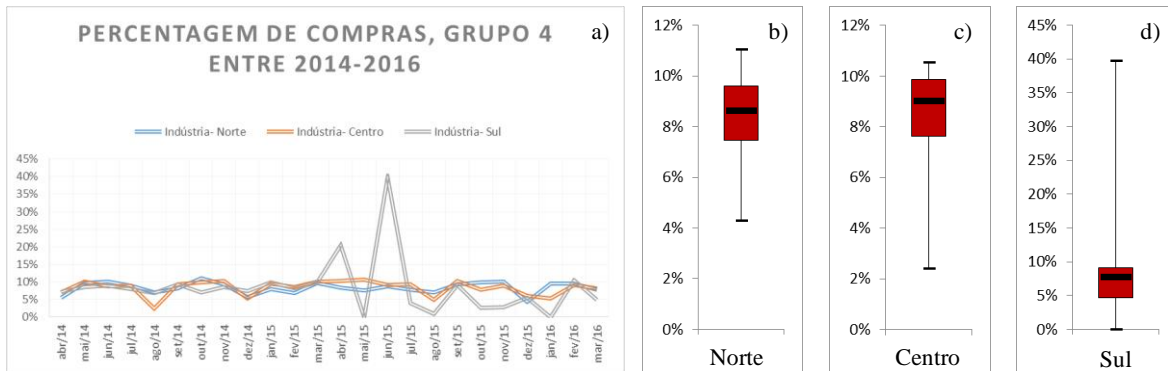 PERCENTAGEM DE COMPRAS, GRUPO 4
ENTRE 2014-2016
a)
Indústria- Norte
Indústria- Centro
Indústria- Sul
45%
40%
35%
30%
25%
20%
15%
10%
5%
0%
abr/14
mai/14
jun/14
jul/14
ago/14
set/14
out/14
nov/14
dez/14
jan/15
fev/15
mar/15
abr/15
mai/15
jun/15
jul/15
ago/15
set/15
out/15
nov/15
dez/15
jan/16
fev/16
mar/16
b)
12%
10%
8%
6%
4%
2%
0%
Norte
c)
12%
10%
8%
6%
4%
2%
0%
Centro
d)
45%
40%
35%
30%
25%
20%
15%
10%
5%
0%
Sul